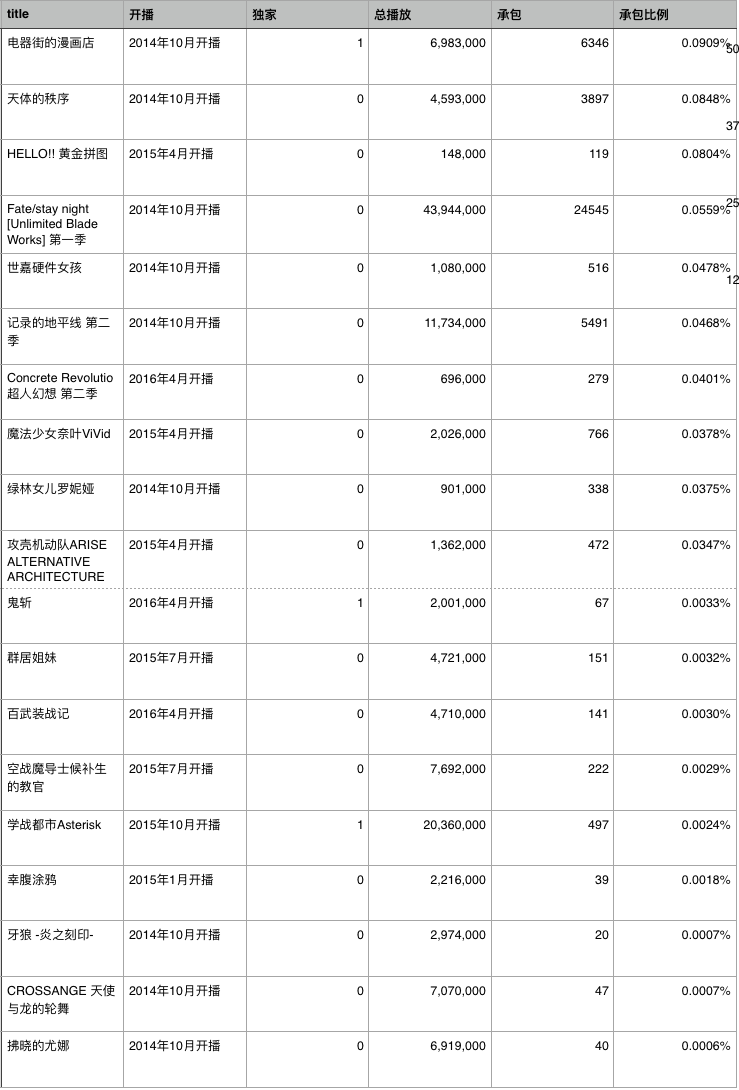 title 开播 独家 总播放 承包 承包比例
电器街的漫画店 2014年10月开播 1 6,983,000 6346 0.0909%
50
天体的秩序 2014年10月开播 0 4,593,000 3897 0.0848%
37
HELLO!! 黄金拼图 2015年4月开播 0 148,000 119 0.0804%
Fate/stay night 2014年10月开播 0 43,944,000 24545 0.0559%
25
[Unlimited Blade
Works] 第一季
世嘉硬件女孩 2014年10月开播 0 1,080,000 516 0.0478%
12
记录的地平线 第二 2014年10月开播 0 11,734,000 5491 0.0468%
季
Concrete Revolutio 2016年4月开播 0 696,000 279 0.0401%
超人幻想 第二季
魔法少女奈叶ViVid 2015年4月开播 0 2,026,000 766 0.0378%
绿林女儿罗妮娅 2014年10月开播 0 901,000 338 0.0375%
攻壳机动队ARISE 2015年4月开播 0 1,362,000 472 0.0347%
ALTERNATIVE
ARCHITECTURE
鬼斩 2016年4月开播 1 2,001,000 67 0.0033%
群居姐妹 2015年7月开播 0 4,721,000 151 0.0032%
百武装战记 2016年4月开播 0 4,710,000 141 0.0030%
空战魔导士候补生 2015年7月开播 0 7,692,000 222 0.0029%
的教官
学战都市Asterisk 2015年10月开播 1 20,360,000 497 0.0024%
幸腹涂鸦 2015年1月开播 0 2,216,000 39 0.0018%
牙狼 -炎之刻印- 2014年10月开播 0 2,974,000 20 0.0007%
CROSSANGE 天使 2014年10月开播 0 7,070,000 47 0.0007%
与龙的轮舞
拂晓的尤娜 2014年10月开播 0 6,919,000 40 0.0006%